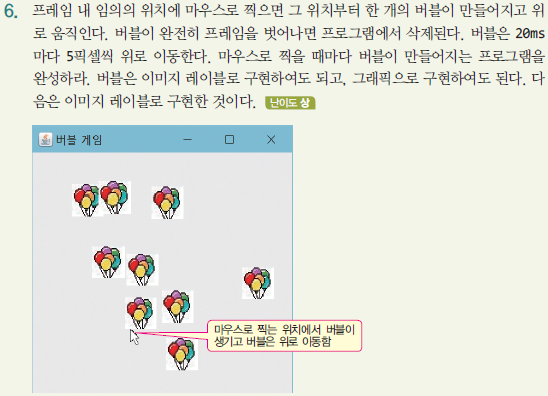 6. 프레임 내 임의의 위치에 마우스로 찍으면 그 위치부터 한 개의 버블이 만들어지고 위
로 움직인다. 버블이 완전히 프레임을 벗어나면 프로그램에서 삭제된다. 버블은 20ms
마다 5픽셀씩 위로 이동한다. 마우스로 찍을 때마다 버블이 만들어지는 프로그램을
완성하라. 버블은 이미지 레이블로 구현하여도 되고, 그래픽으로 구현하여도 된다. 다
음은 이미지 레이블로 구현한 것이다. 난이도 상
버블 게임
마우스로 찍는 위치에서 버블이
생기고 버블은 위로 이동함